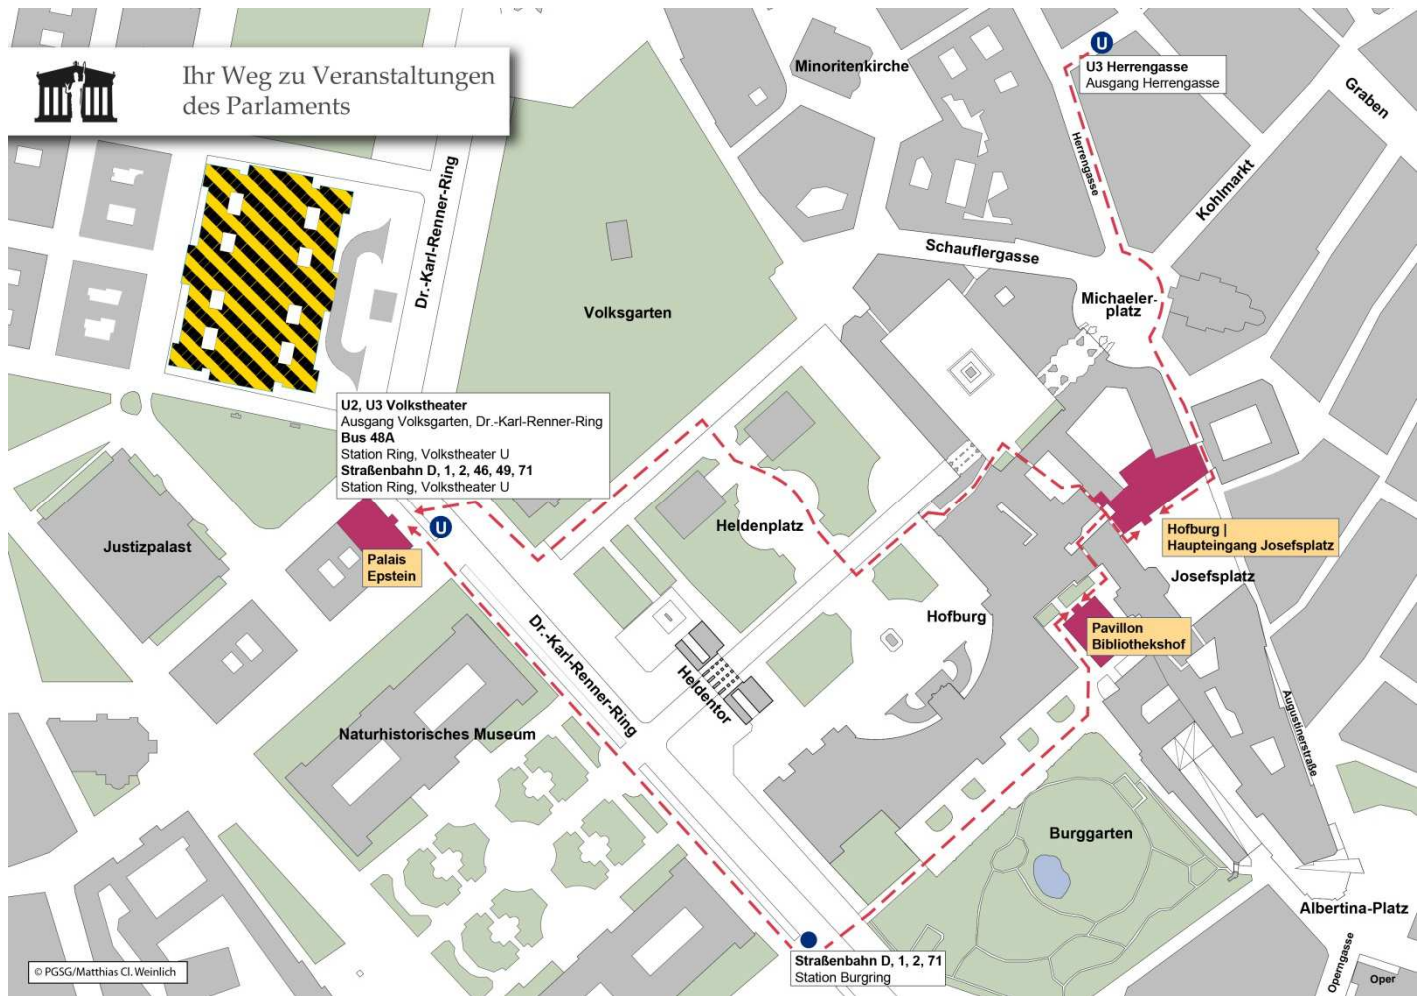 Ihr Weg zu Veranstaltungen
des Parlaments
Minoritenkirche
U
U3 Herrengasse
Ausgang Herrengasse
Graben
Herrengasse
Kohlmarkt
Dr.-Karl-Renner-Ring
Schauflergasse
Michaeler-
platz
Volksgarten
U2, U3 Volkstheater
Ausgang Volksgarten, Dr.-Karl-Renner-Ring
Bus 48A
Station Ring, Volkstheater U
Straßenbahn D, 1, 2, 46, 49, 71
Station Ring, Volkstheater U
U
Heldenplatz
Hofburg |
Haupteingang Josefsplatz
Justizpalast
Palais
Epstein
Josefsplatz
Hofburg
Pavillon
Bibliothekshof
Dr.-Karl-Renner-Ring
Heldentor
Augustinerstraße
Naturhistorisches Museum
Burggarten
Albertina-Platz
Operngasse
Oper
Straßenbahn D, 1, 2, 71
Station Burgring
© PGSG/Matthias Cl. Weinlich